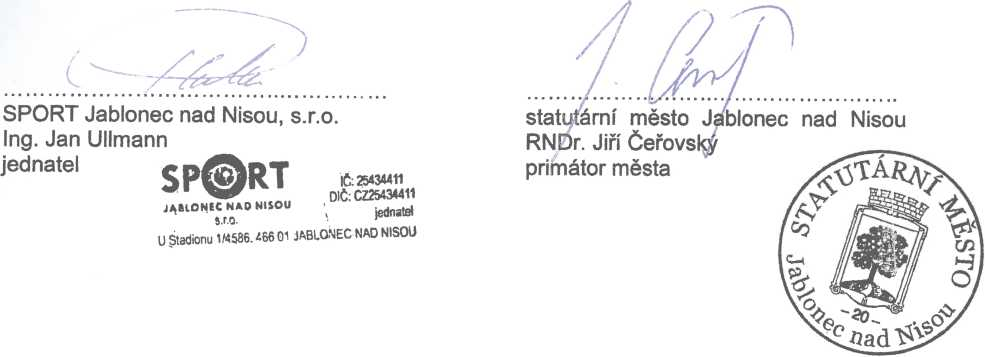 SPORT Jablonec nad Nisou, s.r.o.
Ing. Jan Ullmann
jednatel
SPORT
JABLONEC NAD NISOU
s.r.o.
IČ: 25434411
DIČ: CZ25434411
jednatel
U Stadionu 1/4586, 466 01 JABLONEC NAD NISOU
statutární město Jablonec nad Nisou
RNDr. Jiří Čeřovský
primátor města
STATUTÁRNÍ MĚSTO
Jablonec nad Nisou
- 20 -